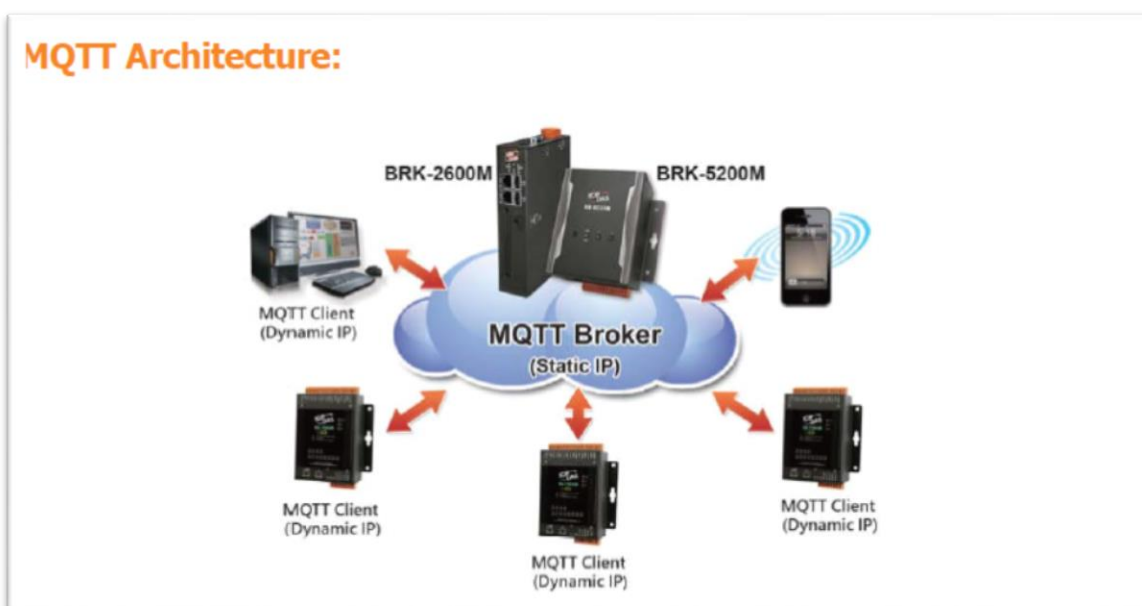 MQTT Architecture:
BRK-2600M
BRK-5200M
MQTT Client
(Dynamic IP)
MQTT Broker
(Static IP)
MQTT Client
(Dynamic IP)
MQTT Client
(Dynamic IP)
MQTT Client
(Dynamic IP)